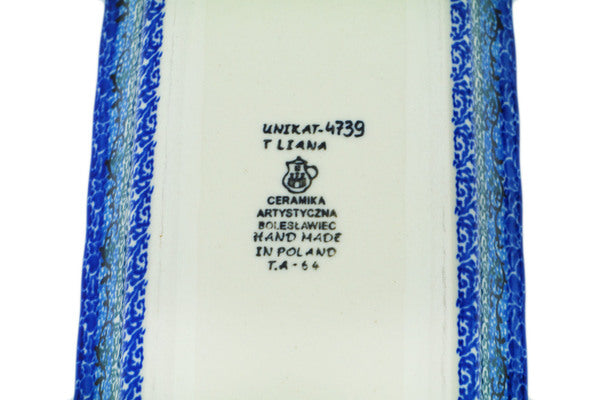 UNIKAT-4739
T LIANA
CERAMIKA
ARTYSTYCZNA
BOLESŁAWIEC
HAND MADE
IN POLAND
T.A-64